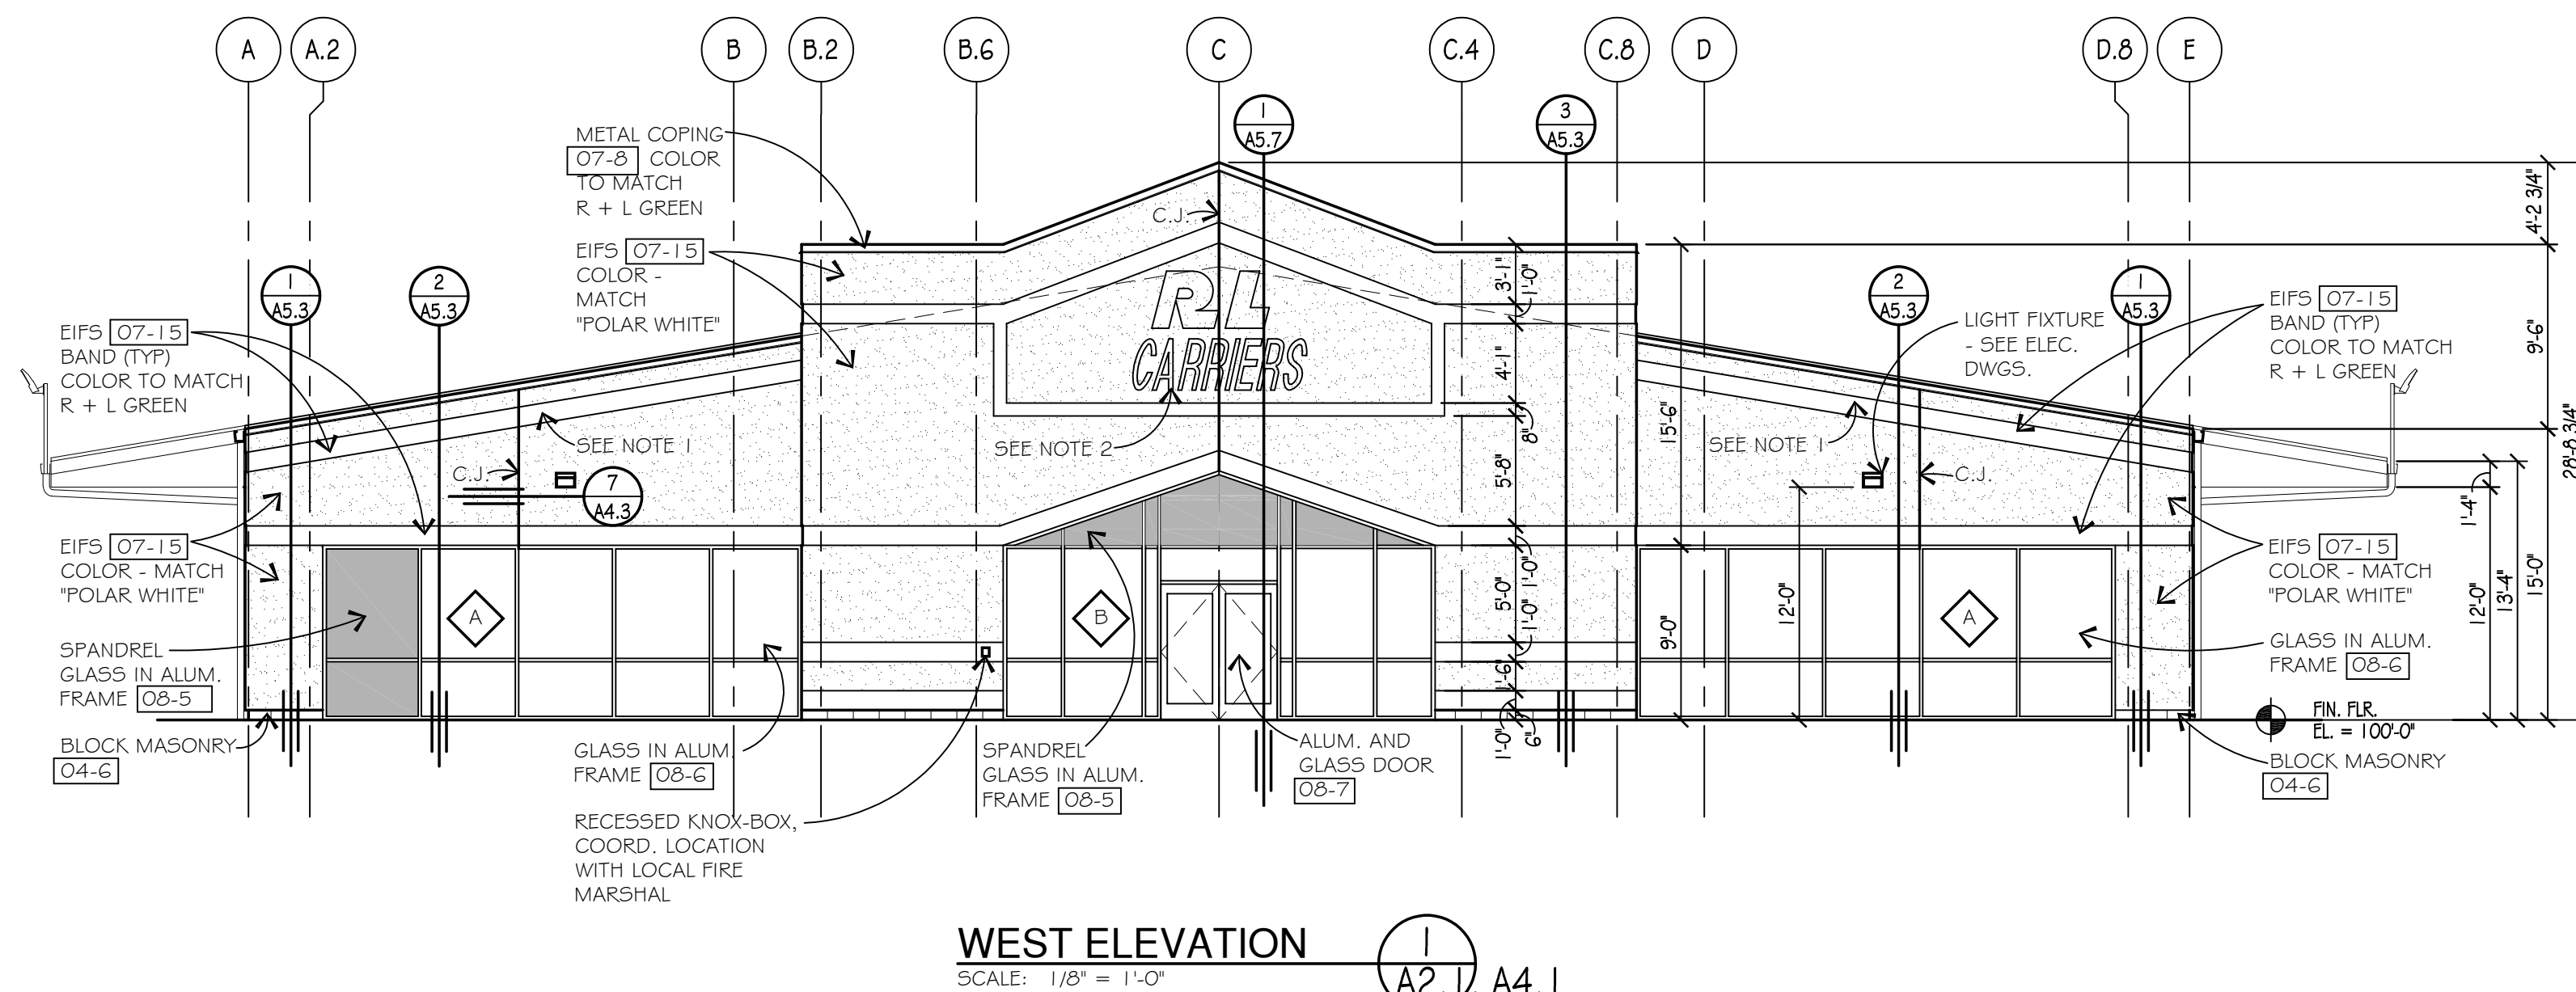 A A.2 B B.2 B.6 C C.4 C.8 D D.8 E
1
A5.7
3
A5.3
METAL COPING
07-8 COLOR
TO MATCH
R + L GREEN
C.J.
4'-2 3/4"
EIFS 07-15
COLOR -
MATCH
"POLAR WHITE"
1
A5.3
2
A5.3
RL
CARRIERS
3'-1"
1'-0"
4'-1"
8"
5'-8"
1'-0"
5'-0"
1'-0"
1'-6"
1'-0"
6"
15'-6"
9'-0"
2
A5.3
1
A5.3
EIFS 07-15
BAND (TYP)
COLOR TO MATCH
R + L GREEN
LIGHT FIXTURE
- SEE ELEC.
DWGS.
EIFS 07-15
BAND (TYP)
COLOR TO MATCH
R + L GREEN
9'-6"
28'-8 3/4"
SEE NOTE 1
SEE NOTE 2
SEE NOTE 1
C.J.
C.J.
7
A4.3
EIFS 07-15
COLOR - MATCH
"POLAR WHITE"
EIFS 07-15
COLOR - MATCH
"POLAR WHITE"
1'-4"
12'-0"
12'-0"
13'-4"
15'-0"
A
B
A
SPANDREL
GLASS IN ALUM.
FRAME 08-5
GLASS IN ALUM.
FRAME 08-6
FIN. FLR.
EL. = 100'-0"
BLOCK MASONRY
04-6
GLASS IN ALUM.
FRAME 08-6
SPANDREL
GLASS IN ALUM.
FRAME 08-5
ALUM. AND
GLASS DOOR
08-7
BLOCK MASONRY
04-6
RECESSED KNOX-BOX,
COORD. LOCATION
WITH LOCAL FIRE
MARSHAL
WEST ELEVATION
SCALE: 1/8" = 1'-0"
1
A2.1, A4.1